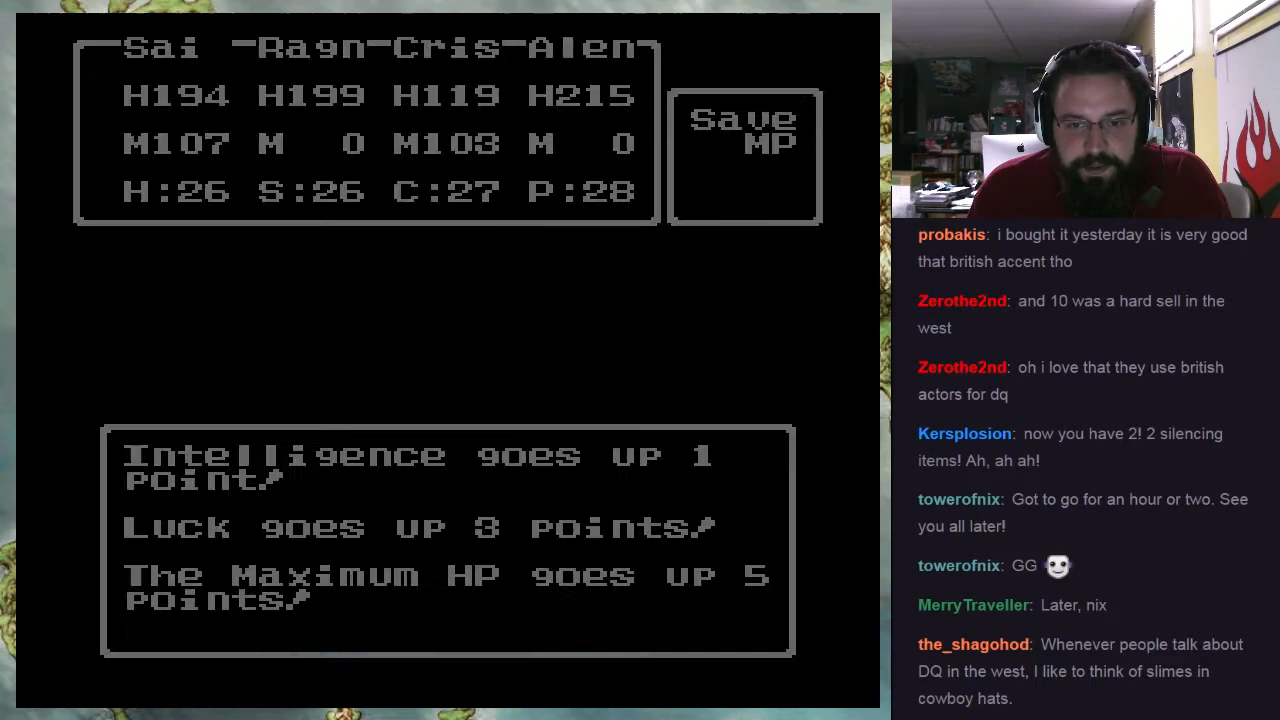 Sai Ragn Cris Alen
H194 H199 H119 H215
M107 M 0 M103 M 0
H:26 S:26 C:27 P:28
Save
MP
Intelligence goes up 1
point!
Luck goes up 3 points!
The Maximum HP goes up 5
points!
probakis: i bought it yesterday it is very good
that british accent tho
Zerothe2nd: and 10 was a hard sell in the
west
Zerothe2nd: oh i love that they use british
actors for dq
Kersplosion: now you have 2! 2 silencing
items! Ah, ah ah!
towerofnix: Got to go for an hour or two. See
you all later!
towerofnix: GG
MerryTraveller: Later, nix
the_shagohod: Whenever people talk about
DQ in the west, I like to think of slimes in
cowboy hats.